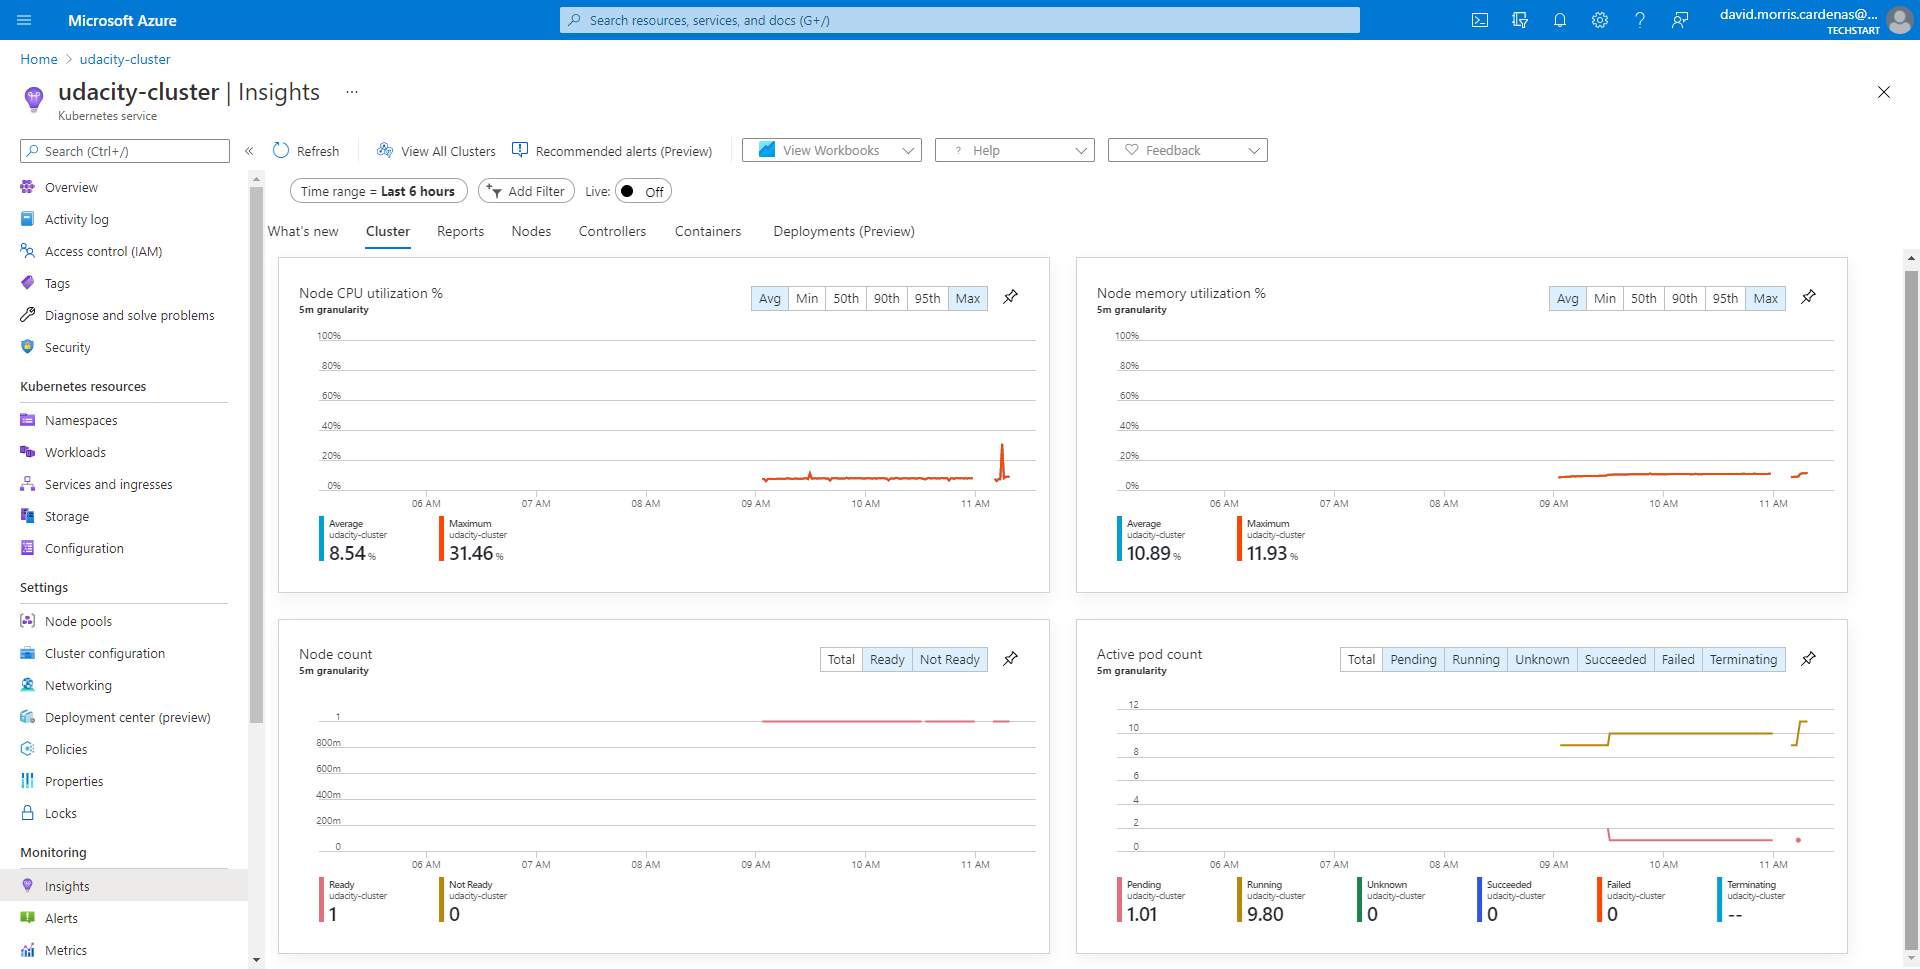 Microsoft Azure
Search resources, services, and docs (G+/)
david.morris.cardenas@...
TECHSTART
Home > udacity-cluster
udacity-cluster | Insights ...
Kubernetes service
Search (Ctrl+/)
Refresh
View All Clusters
Recommended alerts (Preview)
View Workbooks
? Help
Feedback
Time range = Last 6 hours
Add Filter
Live: Off
What's new
Cluster
Reports
Nodes
Controllers
Containers
Deployments (Preview)
Overview
Activity log
Access control (IAM)
Tags
Diagnose and solve problems
Security
Kubernetes resources
Namespaces
Workloads
Services and ingresses
Storage
Configuration
Settings
Node pools
Cluster configuration
Networking
Deployment center (preview)
Policies
Properties
Locks
Monitoring
Insights
Alerts
Metrics
Node CPU utilization %
5m granularity
Avg Min 50th 90th 95th Max
100%
80%
60%
40%
20%
0%
06 AM 07 AM 08 AM 09 AM 10 AM 11 AM
Average
udacity-cluster
8.54 %
Maximum
udacity-cluster
31.46 %
Node memory utilization %
5m granularity
Avg Min 50th 90th 95th Max
100%
80%
60%
40%
20%
0%
06 AM 07 AM 08 AM 09 AM 10 AM 11 AM
Average
udacity-cluster
10.89 %
Maximum
udacity-cluster
11.93 %
Node count
5m granularity
Total Ready Not Ready
1
800m
600m
400m
200m
0
06 AM 07 AM 08 AM 09 AM 10 AM 11 AM
Ready
udacity-cluster
1
Not Ready
udacity-cluster
0
Active pod count
5m granularity
Total Pending Running Unknown Succeeded Failed Terminating
12
10
8
6
4
2
0
06 AM 07 AM 08 AM 09 AM 10 AM 11 AM
Pending
udacity-cluster
1.01
Running
udacity-cluster
9.80
Unknown
udacity-cluster
0
Succeeded
udacity-cluster
0
Failed
udacity-cluster
0
Terminating
udacity-cluster
--